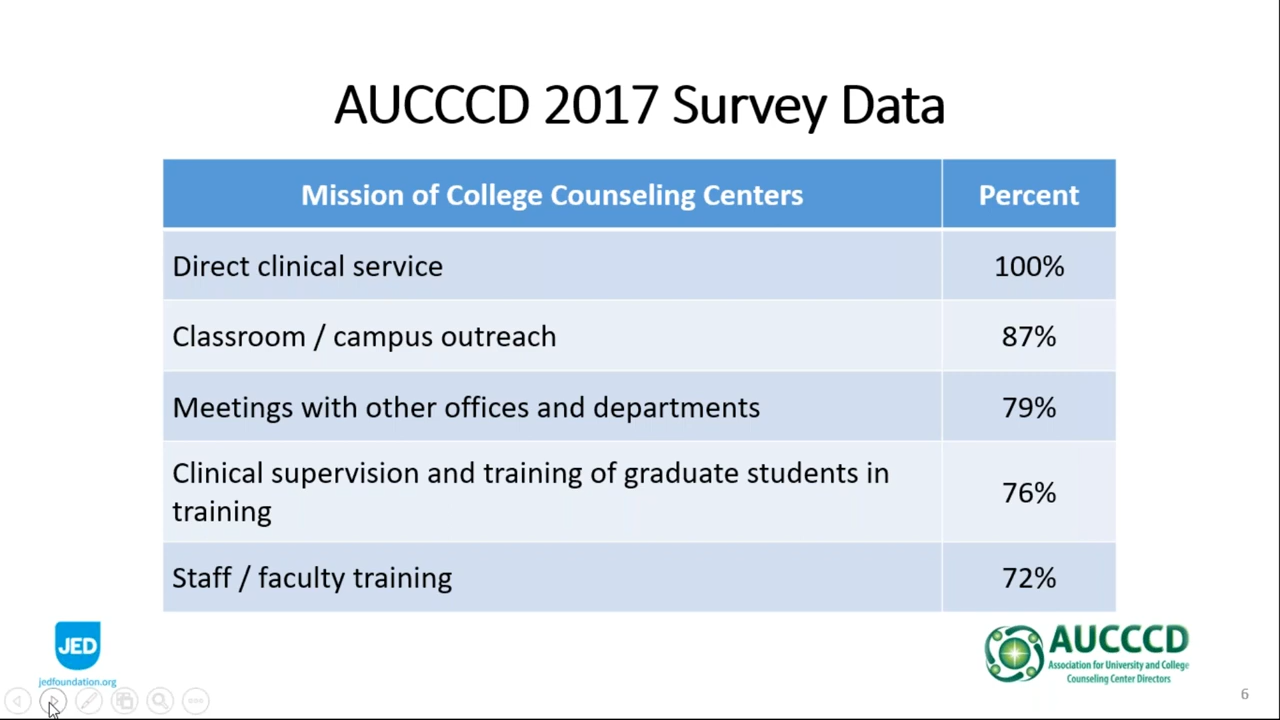 AUCCCD 2017 Survey Data
Mission of College Counseling Centers Percent
Direct clinical service 100%
Classroom / campus outreach 87%
Meetings with other offices and departments 79%
Clinical supervision and training of graduate students in
training 76%
Staff / faculty training 72%
JED
jedfoundation.org
AUCCCD
Association for University and College
Counseling Center Directors
6